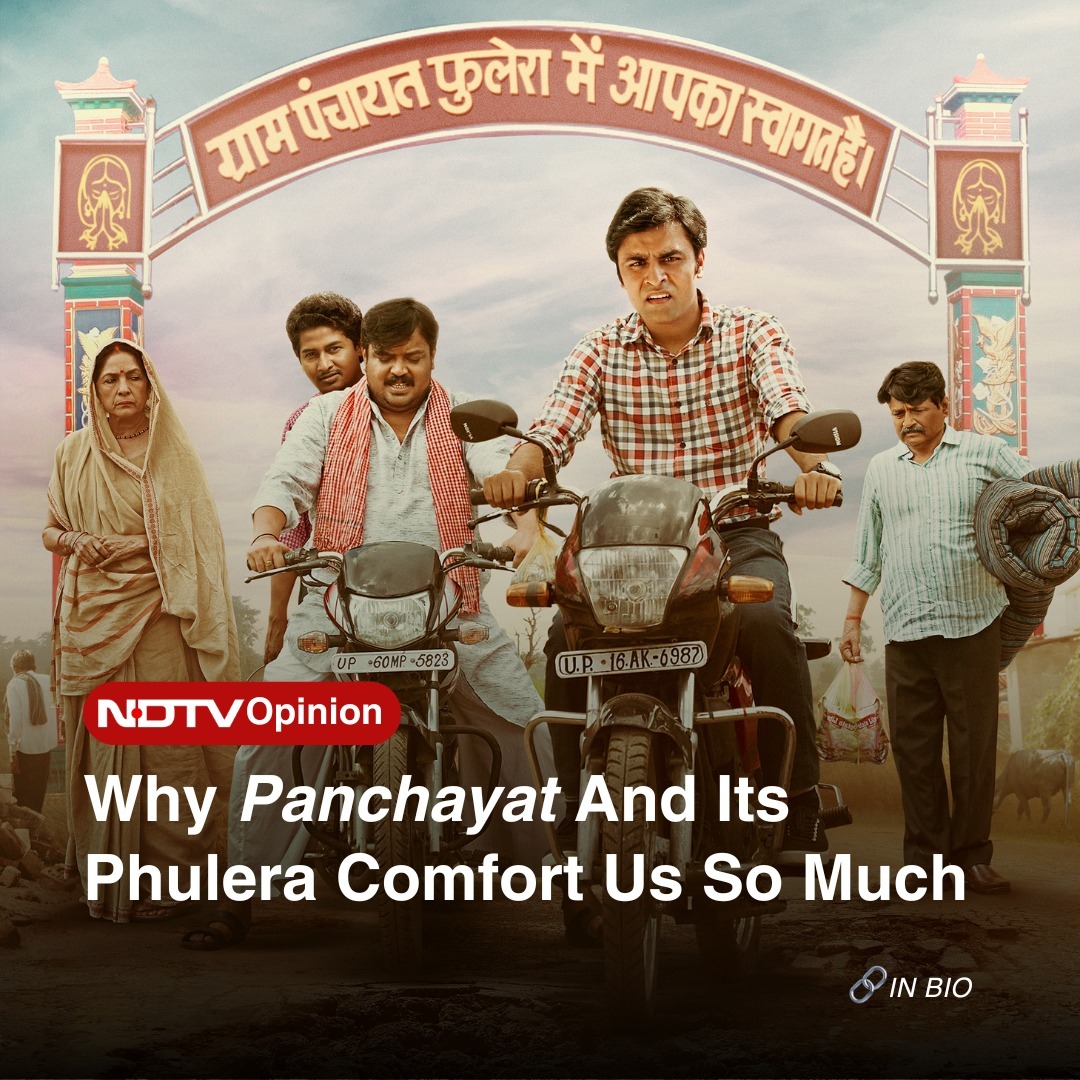 ग्राम पंचायत फुलेरा में आपका स्वागत है।
UP 60MP 5823
U.P. 16.AK-6987
NDTV Opinion
Why Panchayat And Its
Phulera Comfort Us So Much
IN BIO